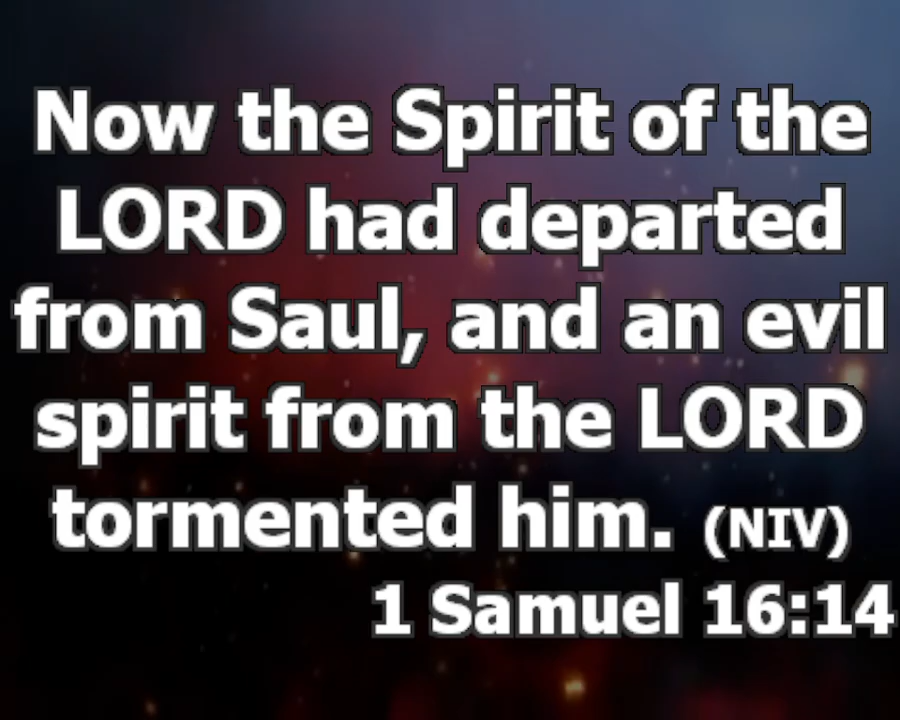 Now the Spirit of the
LORD had departed
from Saul, and an evil
spirit from the LORD
tormented him. (NIV)
1 Samuel 16:14